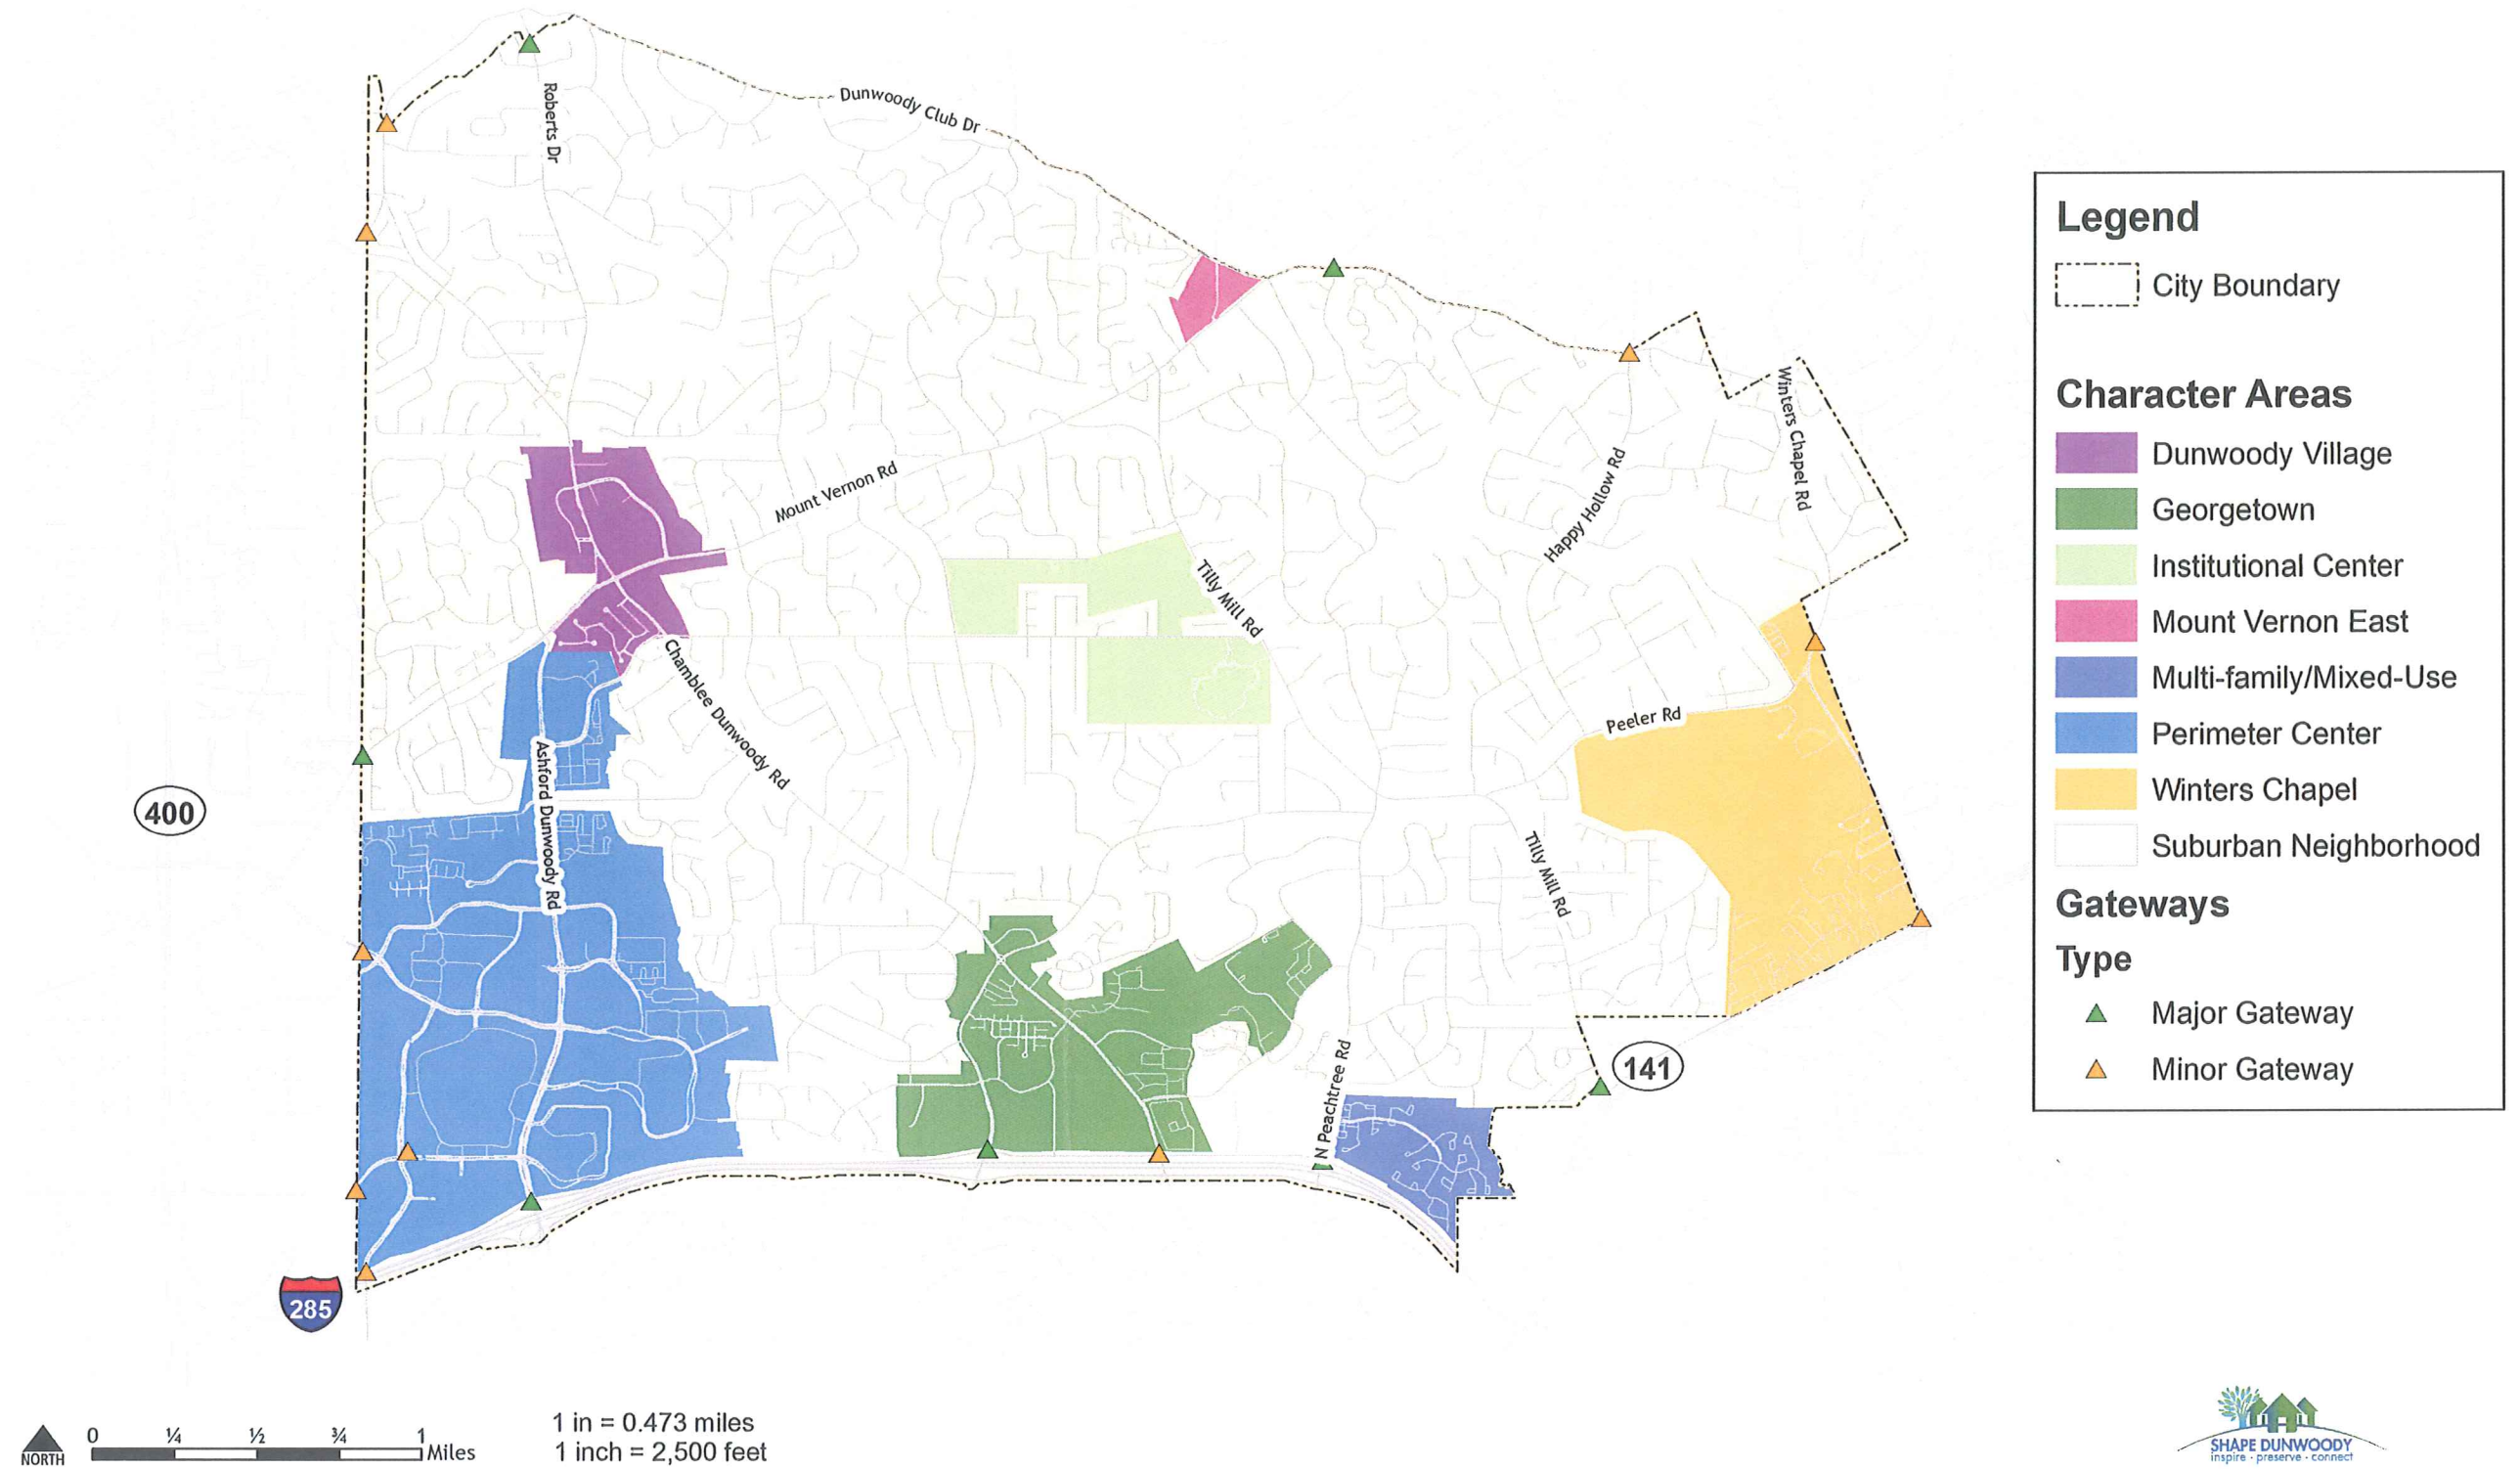 Roberts Dr
Dunwoody Club Dr
Mount Vernon Rd
Happy Hollow Rd
Winters Chapel Rd
Tilly Mill Rd
Chamblee Dunwoody Rd
Peeler Rd
Ashford Dunwoody Rd
400
Tilly Mill Rd
N Peachtree Rd
141
285
Legend
City Boundary
Character Areas
Dunwoody Village
Georgetown
Institutional Center
Mount Vernon East
Multi-family/Mixed-Use
Perimeter Center
Winters Chapel
Suburban Neighborhood
Gateways
Type
Major Gateway
Minor Gateway
NORTH
0 ¼ ½ ¾ 1
Miles
1 in = 0.473 miles
1 inch = 2,500 feet
SHAPE DUNWOODY
inspire · preserve · connect